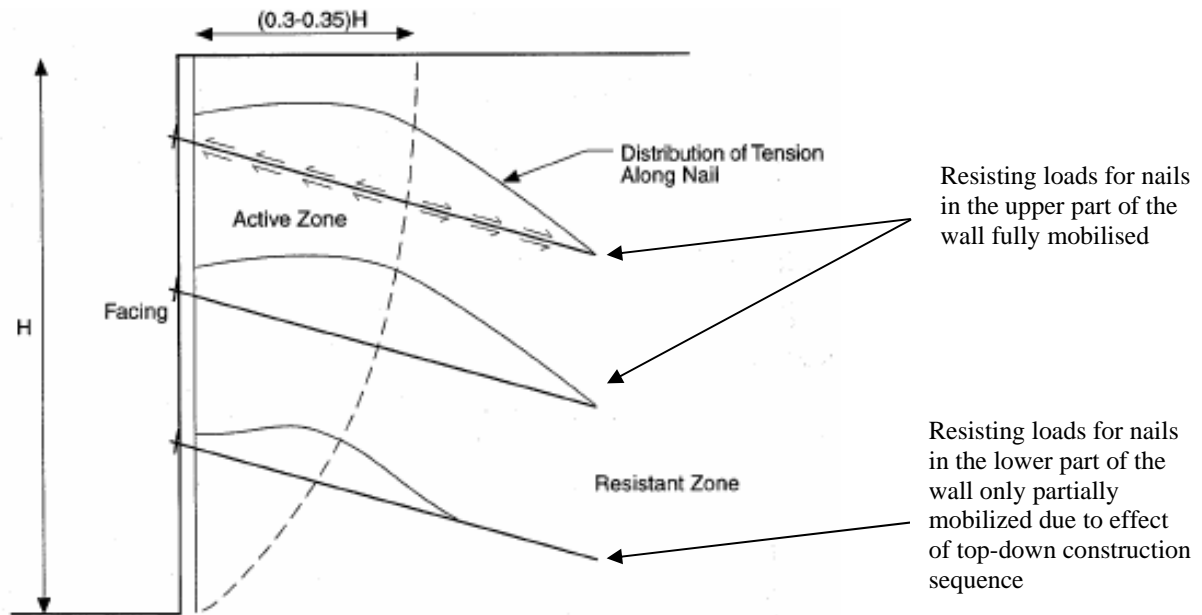 (0.3-0.35)H
Distribution of Tension
Along Nail
Resisting loads for nails
in the upper part of the
wall fully mobilised
Active Zone
Facing
H
Resisting loads for nails
in the lower part of the
wall only partially
mobilized due to effect
of top-down construction
sequence
Resistant Zone